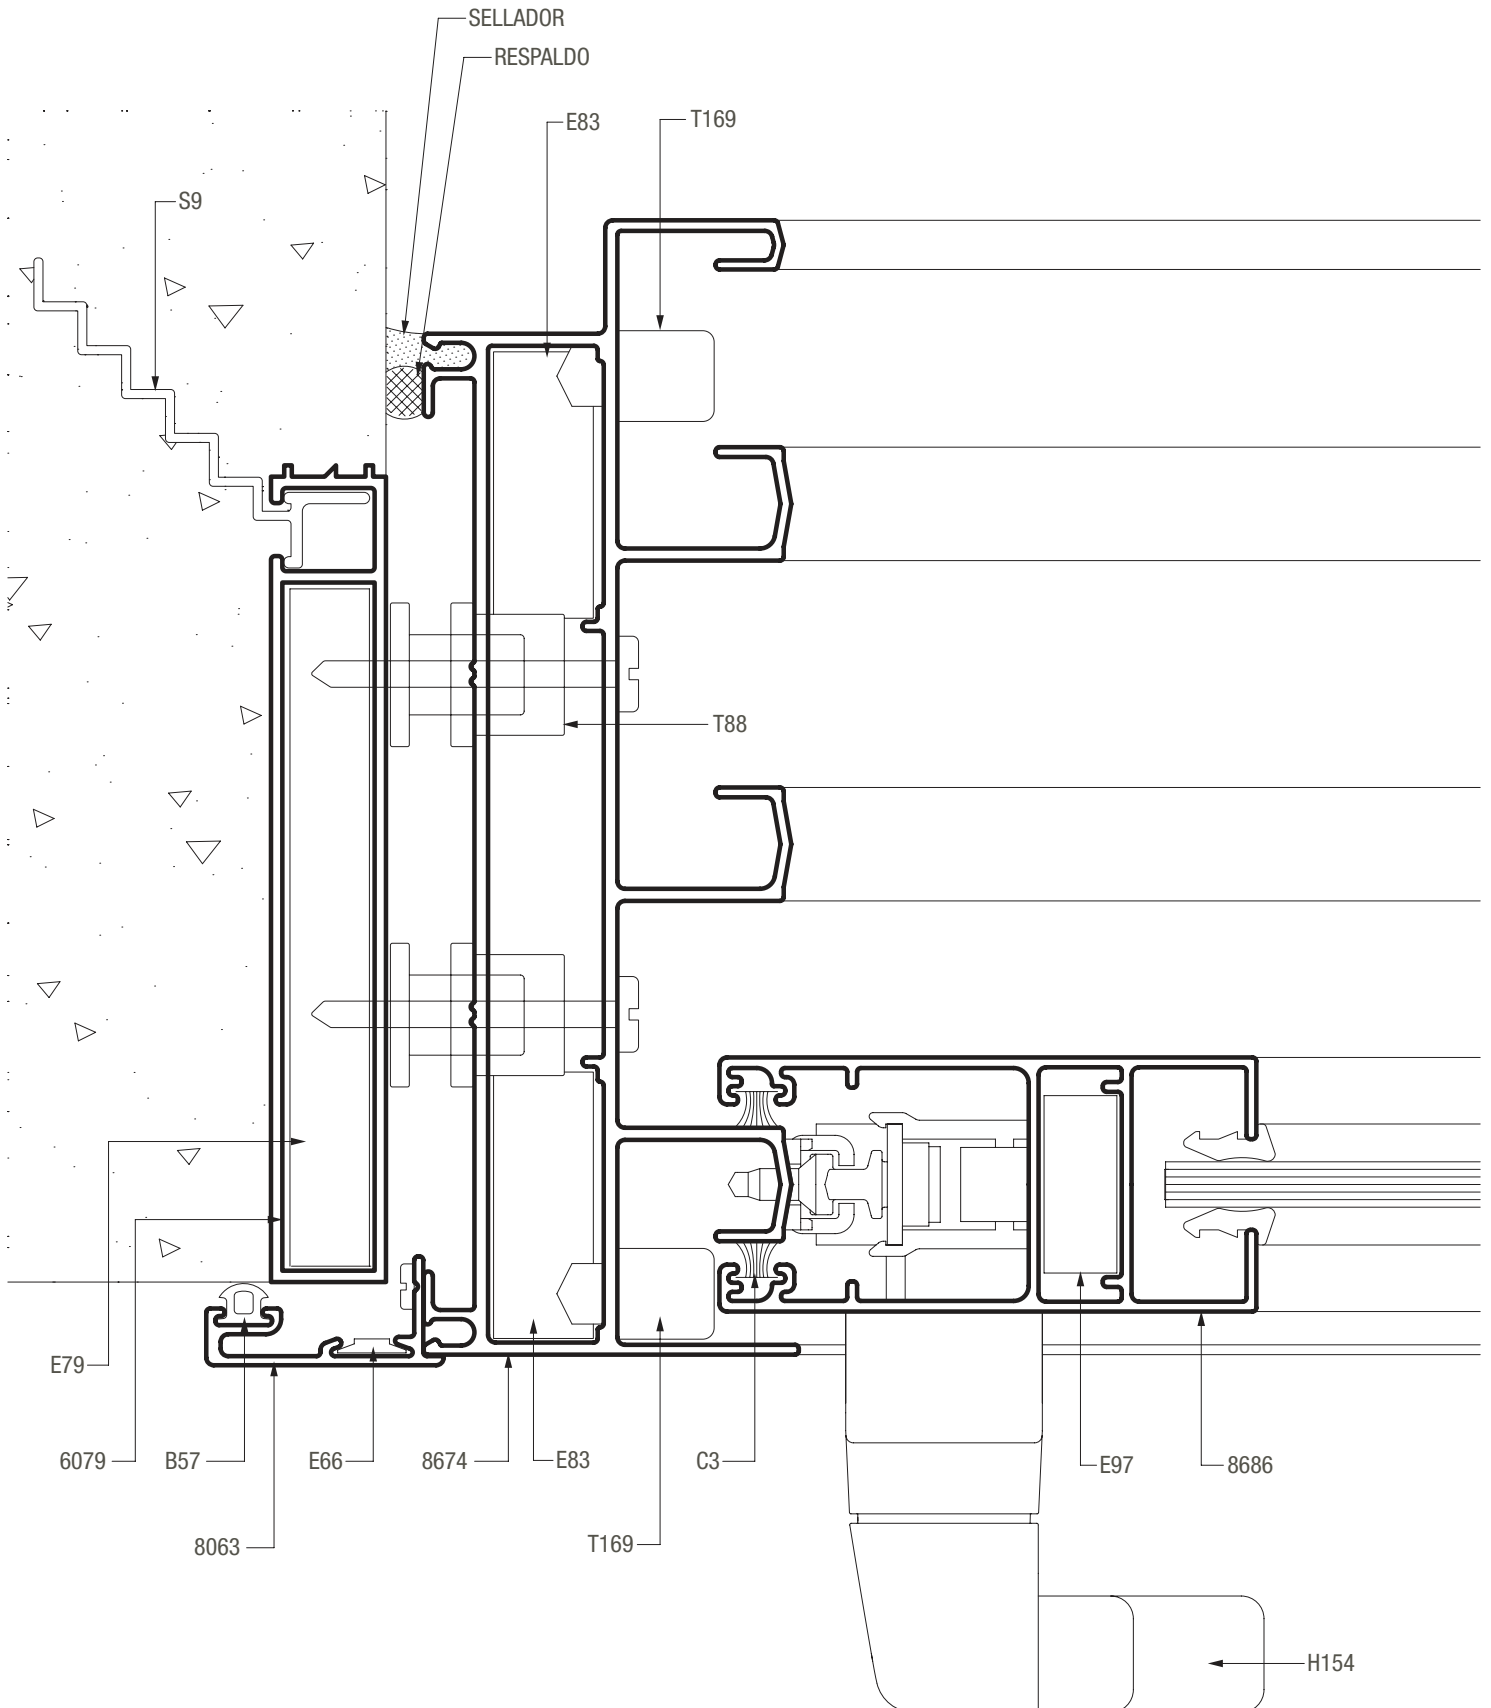 SELLADOR
RESPALDO
E83
T169
S9
T88
E79
6079
B57
E66
8674
E83
C3
E97
8686
8063
T169
H154